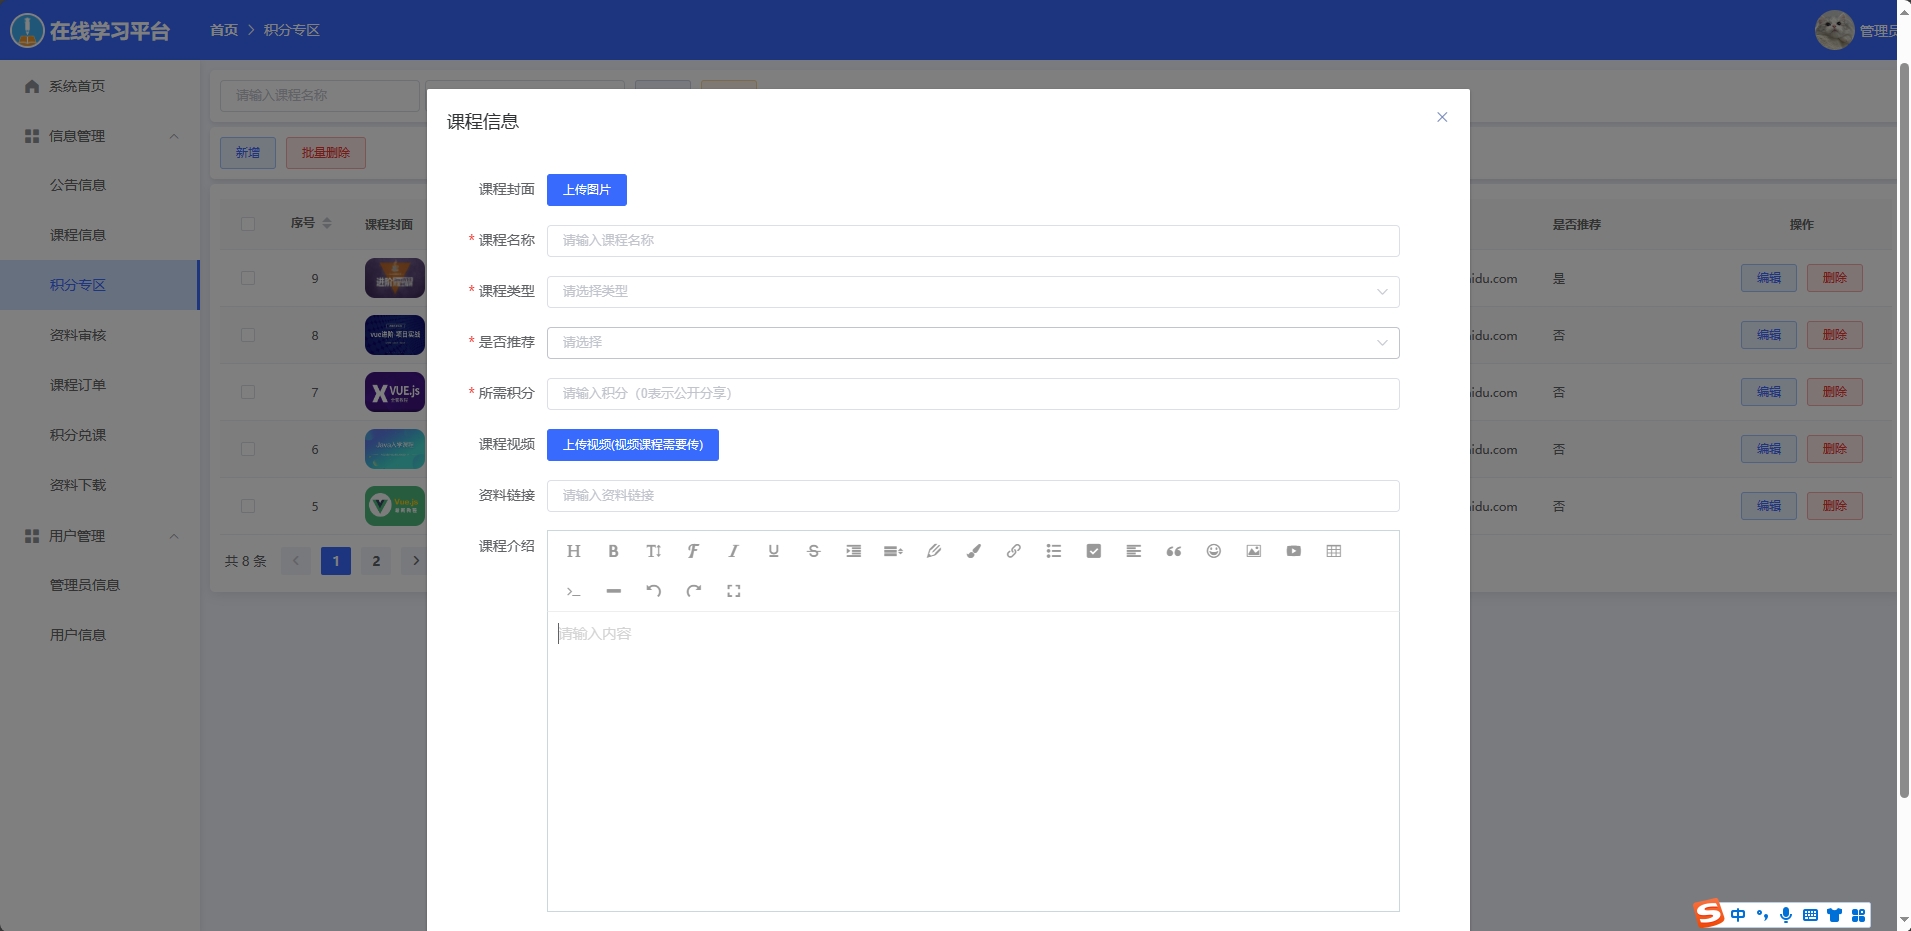 在线学习平台
首页 > 积分专区
管理员
系统首页
信息管理
公告信息
课程信息
积分专区
资料审核
课程订单
积分兑课
资料下载
用户管理
管理员信息
用户信息
请输入课程名称
新增
批量删除
序号
课程封面
是否推荐
操作
9
idu.com
是
编辑
删除
8
vue进阶 项目实战
idu.com
否
编辑
删除
7
VUE.js
idu.com
否
编辑
删除
6
idu.com
否
编辑
删除
5
Vue.js
idu.com
否
编辑
删除
共 8 条
1
2
课程信息
课程封面
上传图片
* 课程名称
请输入课程名称
* 课程类型
请选择类型
* 是否推荐
请选择
* 所需积分
请输入积分（0表示公开分享）
课程视频
上传视频(视频课程需要传)
资料链接
请输入资料链接
课程介绍
请输入内容
中